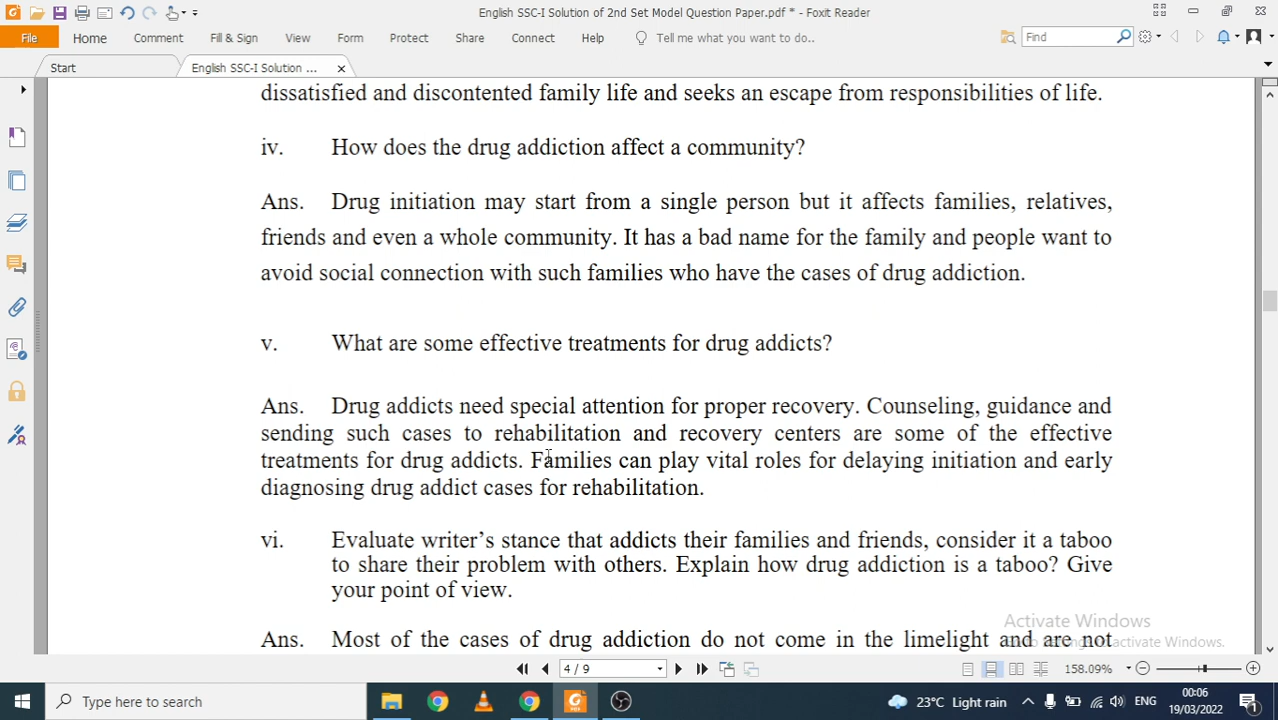 English SSC-I Solution of 2nd Set Model Question Paper.pdf * - Foxit Reader
File Home Comment Fill & Sign View Form Protect Share Connect Help Tell me what you want to do.. Find
Start English SSC-I Solution ...
dissatisfied and discontented family life and seeks an escape from responsibilities of life.
iv. How does the drug addiction affect a community?
Ans. Drug initiation may start from a single person but it affects families, relatives,
friends and even a whole community. It has a bad name for the family and people want to
avoid social connection with such families who have the cases of drug addiction.
v. What are some effective treatments for drug addicts?
Ans. Drug addicts need special attention for proper recovery. Counseling, guidance and
sending such cases to rehabilitation and recovery centers are some of the effective
treatments for drug addicts. Families can play vital roles for delaying initiation and early
diagnosing drug addict cases for rehabilitation.
vi. Evaluate writer's stance that addicts their families and friends, consider it a taboo
to share their problem with others. Explain how drug addiction is a taboo? Give
your point of view.
Activate Windows
Ans. Most of the cases of drug addiction do not come in the limelight and are not
activate Windows.
4 / 9 158.09%
Type here to search 23°C Light rain ENG 00:06
19/03/2022 1